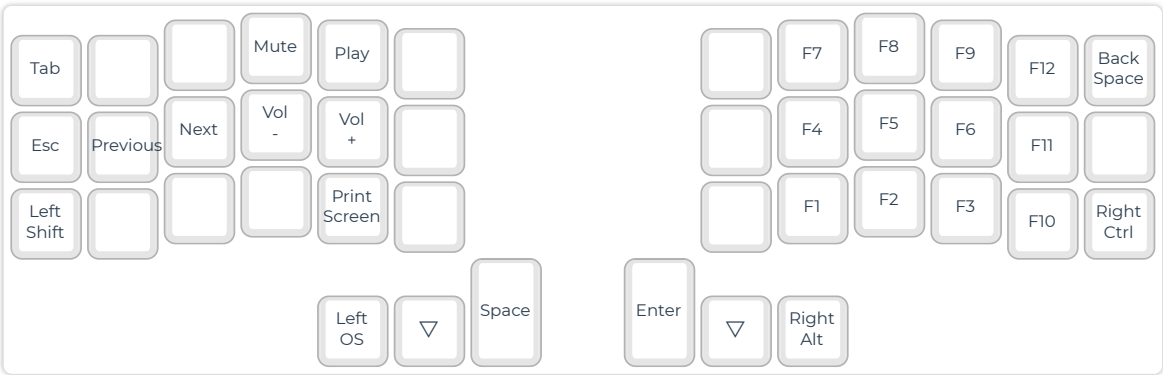 Tab
Mute
Play
F7
F8
F9
F12
Back
Space
Esc
Previous
Next
Vol
-
Vol
+
F4
F5
F6
F11
Left
Shift
Print
Screen
F1
F2
F3
F10
Right
Ctrl
Left
OS
▽
Space
Enter
▽
Right
Alt